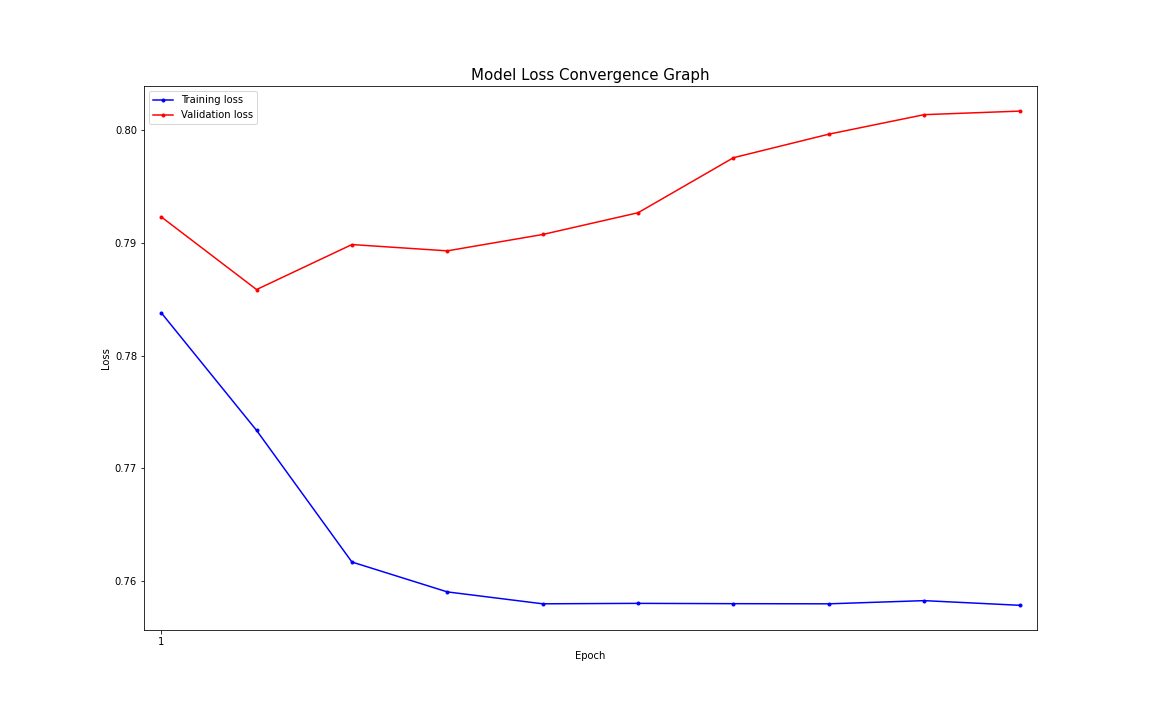 Model Loss Convergence Graph
Training loss
Validation loss
0.80
0.79
0.78
0.77
0.76
Loss
1
Epoch